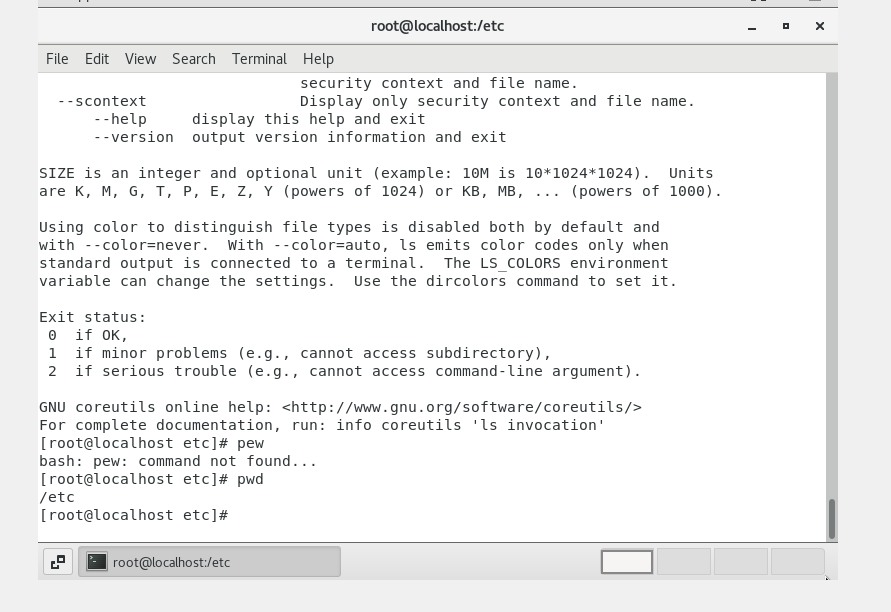 root@localhost:/etc
File Edit View Search Terminal Help
security context and file name.
--scontext Display only security context and file name.
--help display this help and exit
--version output version information and exit
SIZE is an integer and optional unit (example: 10M is 10*1024*1024). Units
are K, M, G, T, P, E, Z, Y (powers of 1024) or KB, MB, ... (powers of 1000).
Using color to distinguish file types is disabled both by default and
with --color=never. With --color=auto, ls emits color codes only when
standard output is connected to a terminal. The LS_COLORS environment
variable can change the settings. Use the dircolors command to set it.
Exit status:
0 if OK,
1 if minor problems (e.g., cannot access subdirectory),
2 if serious trouble (e.g., cannot access command-line argument).
GNU coreutils online help: <http://www.gnu.org/software/coreutils/>
For complete documentation, run: info coreutils 'ls invocation'
[root@localhost etc]# pew
bash: pew: command not found...
[root@localhost etc]# pwd
/etc
[root@localhost etc]#
root@localhost:/etc